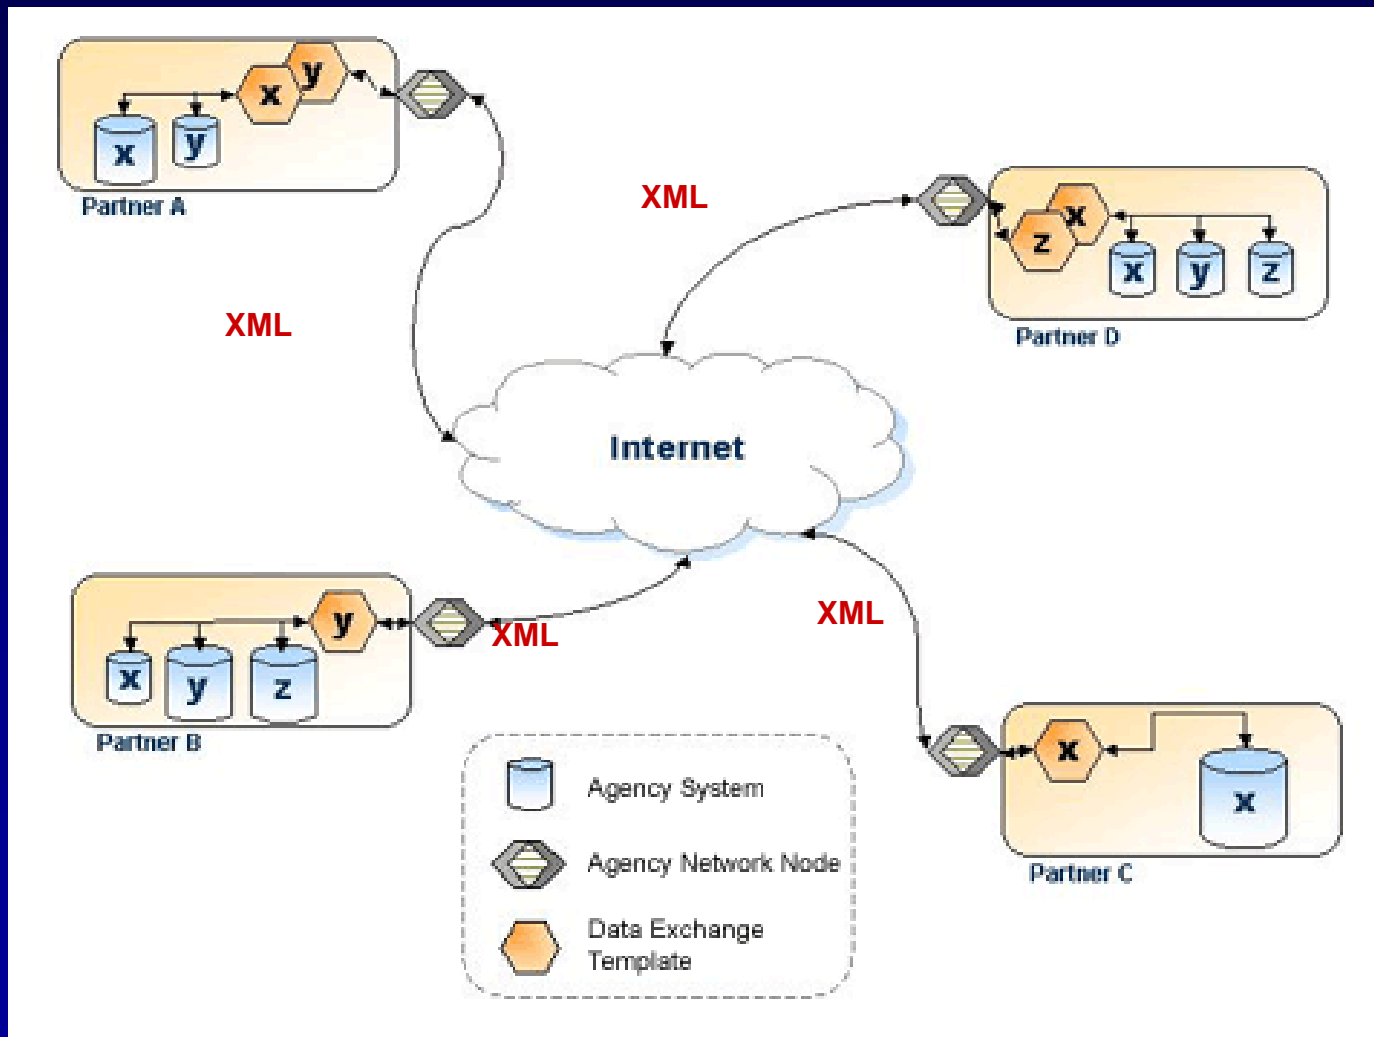 y
x
x
y
Partner A
XML
x
z
x
y
z
Partner D
XML
Internet
y
x
y
z
Partner B
XML
XML
x
x
Partner C
Agency System
Agency Network Node
Data Exchange
Template